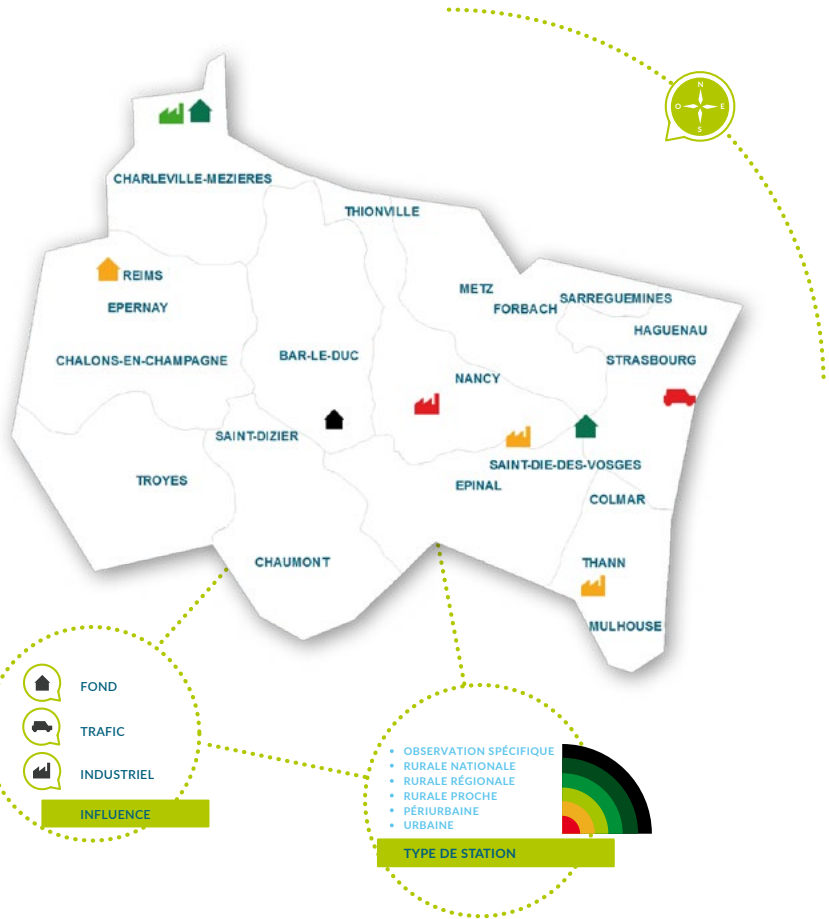 N
O E
S
CHARLEVILLE-MEZIERES
THIONVILLE
REIMS
METZ
SARREGUEMINES
EPERNAY
FORBACH
HAGUENAU
CHALONS-EN-CHAMPAGNE
BAR-LE-DUC
STRASBOURG
NANCY
SAINT-DIZIER
SAINT-DIE-DES-VOSGES
TROYES
EPINAL
COLMAR
CHAUMONT
THANN
MULHOUSE
FOND
TRAFIC
INDUSTRIEL
INFLUENCE
• OBSERVATION SPÉCIFIQUE
• RURALE NATIONALE
• RURALE RÉGIONALE
• RURALE PROCHE
• PÉRIURBAINE
• URBAINE
TYPE DE STATION